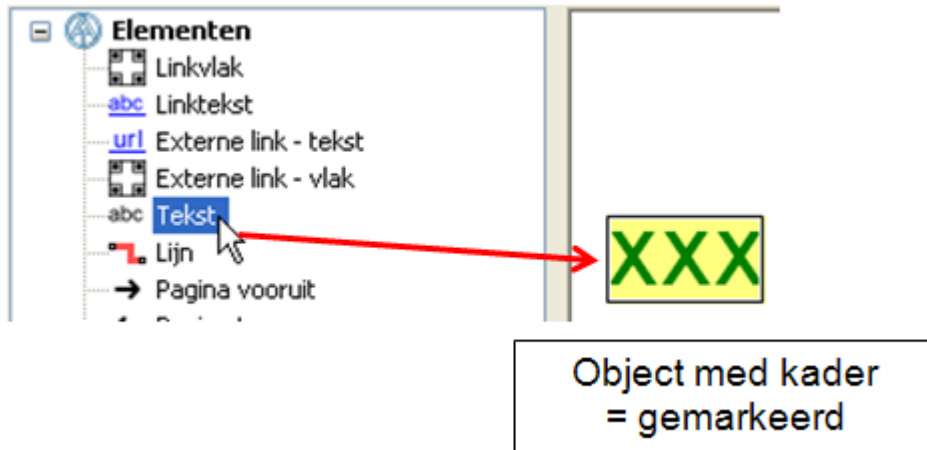 Elementen
Linkvlak
abc Linktekst
url Externe link - tekst
Externe link - vlak
abc Tekst
Lijn
Pagina vooruit
XXX
Object med kader
= gemarkeerd